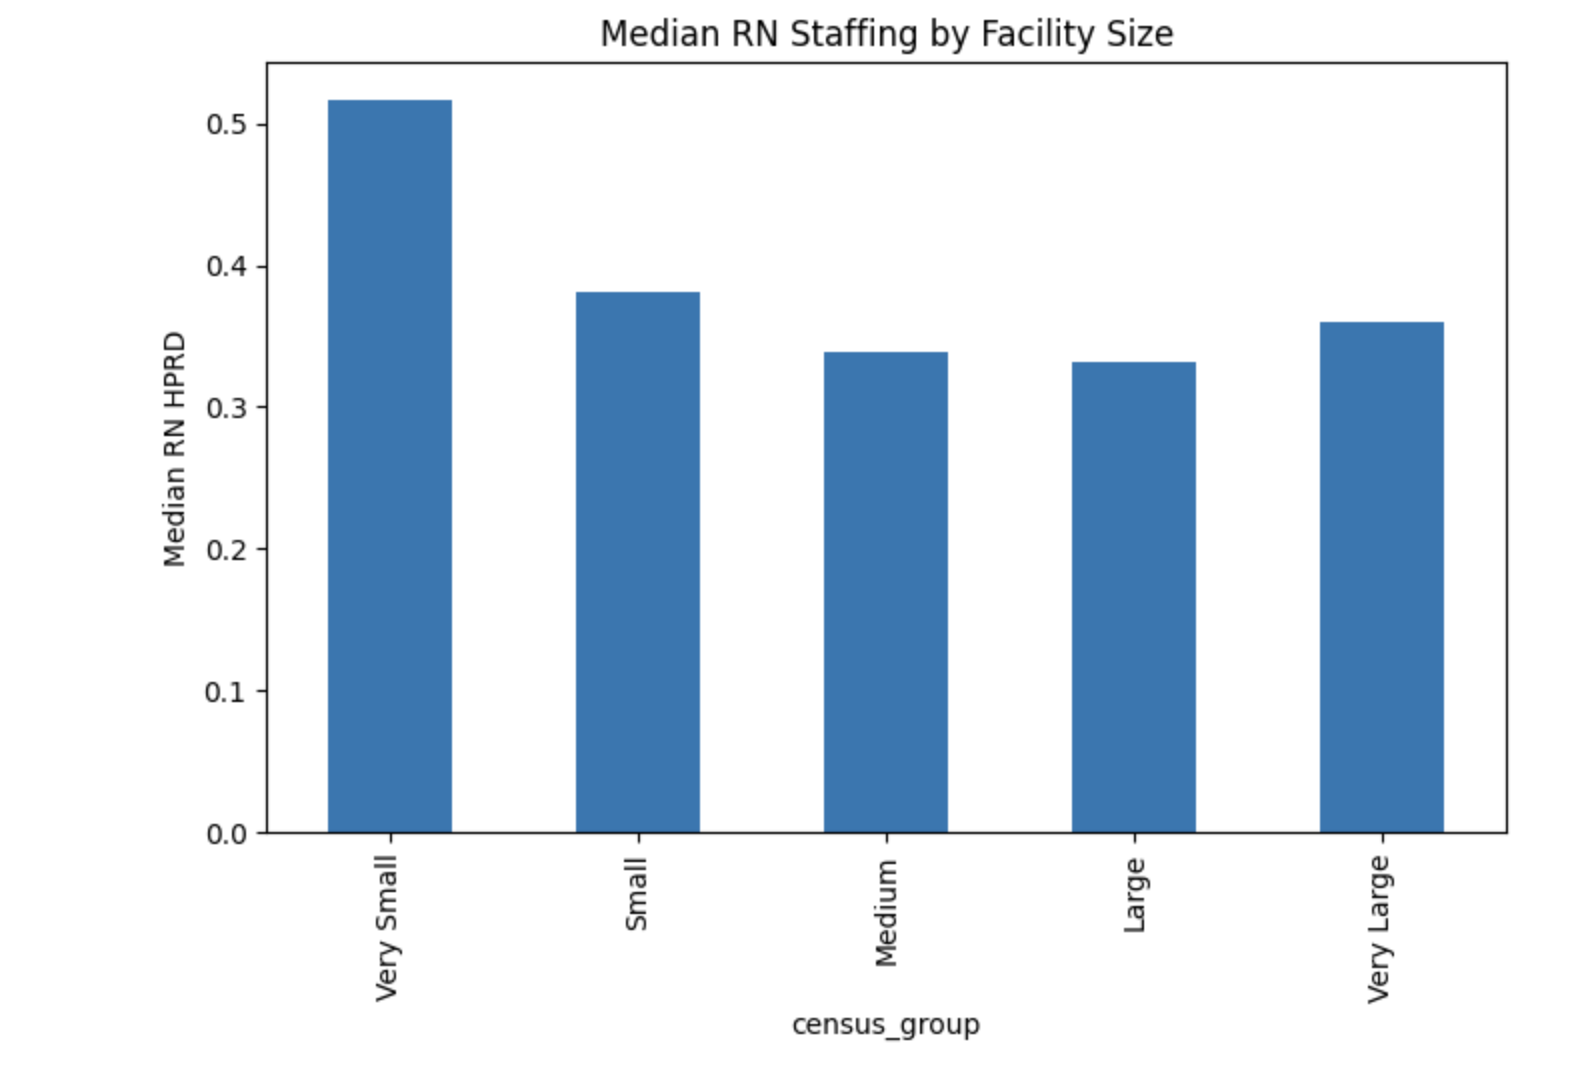 Median RN Staffing by Facility Size
Median RN HPRD
0.5
0.4
0.3
0.2
0.1
0.0
Very Small
Small
Medium
Large
Very Large
census_group